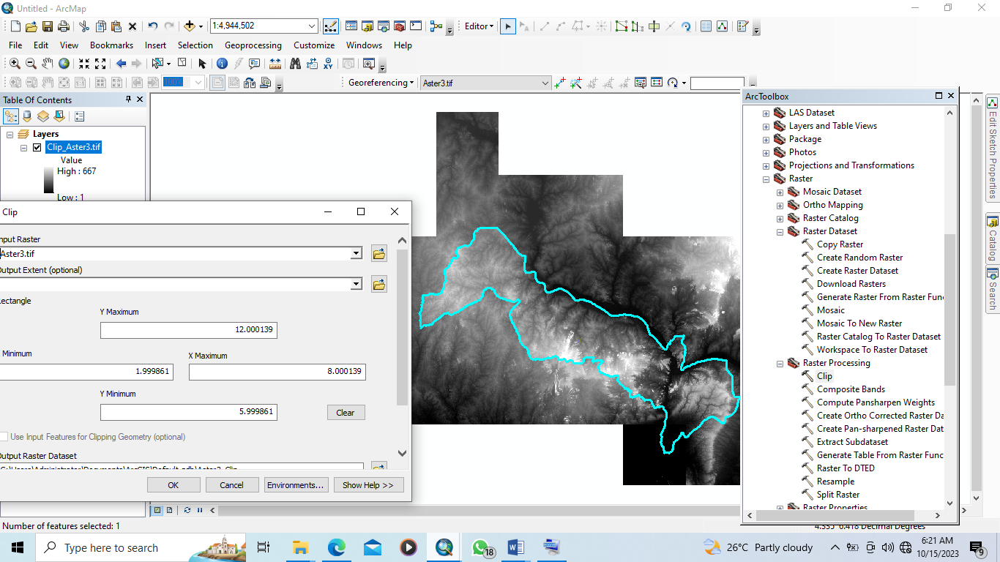 Untitled - ArcMap
1:4,944,502
Editor
File Edit View Bookmarks Insert Selection Geoprocessing Customize Windows Help
100%
Georeferencing
Aster3.tif
Table Of Contents
Layers
Clip_Aster3.tif
Value
High : 667
Low : 1
Clip
nput Raster
Aster3.tif
Output Extent (optional)
Rectangle
Y Maximum
12.000139
Minimum
X Maximum
1.999861
8.000139
Y Minimum
5.999861
Clear
Use Input Features for Clipping Geometry (optional)
Output Raster Dataset
C:\Users\Administrator\Documents\ArcGIS\Default.gdb\Aster3_Clip
OK
Cancel
Environments...
Show Help >>
ArcToolbox
LAS Dataset
Layers and Table Views
Package
Photos
Projections and Transformations
Raster
Mosaic Dataset
Ortho Mapping
Raster Catalog
Raster Dataset
Copy Raster
Create Random Raster
Create Raster Dataset
Download Rasters
Generate Raster From Raster Func
Mosaic
Mosaic To New Raster
Raster Catalog To Raster Dataset
Workspace To Raster Dataset
Raster Processing
Clip
Composite Bands
Compute Pansharpen Weights
Create Ortho Corrected Raster Da
Create Pan-sharpened Raster Dat
Extract Subdataset
Generate Table From Raster Func
Raster To DTED
Resample
Split Raster
Raster Properties
Edit Sketch Properties
Catalog
Search
Number of features selected: 1
4.335 6.418 Decimal Degrees
Type here to search
18
26°C Partly cloudy
6:21 AM
10/15/2023
9